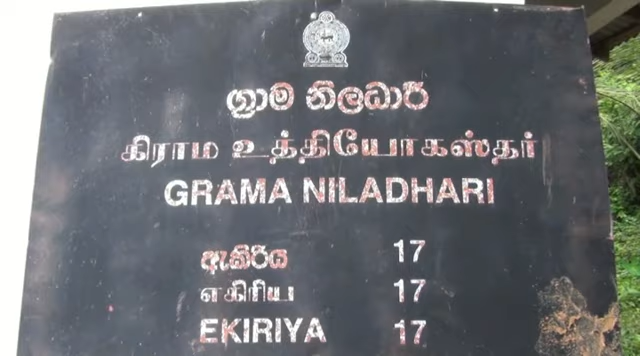 ග්‍රාම නිලධාරී
கிராம உத்தியோகஸ்தர்
GRAMA NILADHARI
ඇකිරිය 17
எகிரிய 17
EKIRIYA 17